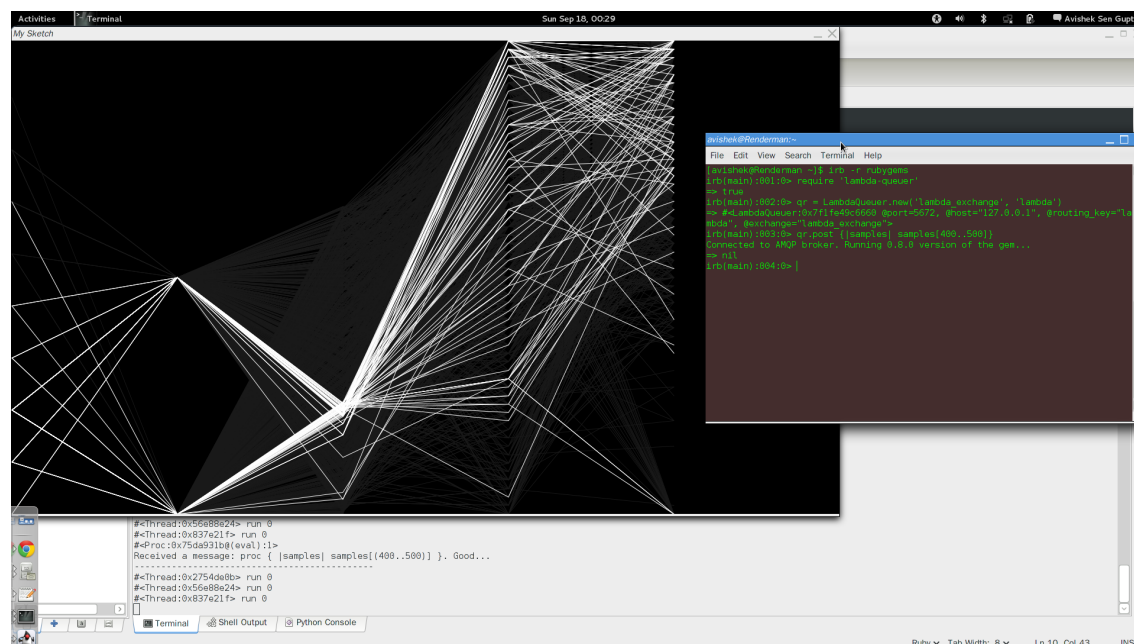 Activities Terminal Sun Sep 18, 00:29 Avishek Sen Gupt
My Sketch
avishek@Renderman:~
File Edit View Search Terminal Help
[avishek@Renderman ~]$ irb -r rubygems
irb(main):001:0> require 'lambda-queuer'
=> true
irb(main):002:0> qr = LambdaQueuer.new('lambda_exchange', 'lambda')
=> #<LambdaQueuer:0x7f1fe49c6660 @port=5672, @host="127.0.0.1", @routing_key="la
mbda", @exchange="lambda_exchange">
irb(main):003:0> qr.post {|samples| samples[400..500]}
Connected to AMQP broker. Running 0.8.0 version of the gem...
=> nil
irb(main):004:0>
#<Thread:0x56e88e24> run 0
#<Thread:0x837e21f> run 0
#<Proc:0x75da931b@(eval):1>
Received a message: proc { |samples| samples[(400..500)] }. Good...
--------------------------------------------
#<Thread:0x2754de0b> run 0
#<Thread:0x56e88e24> run 0
#<Thread:0x837e21f> run 0
Terminal Shell Output Python Console
Ruby Tab Width: 8 Ln 10, Col 43 INS